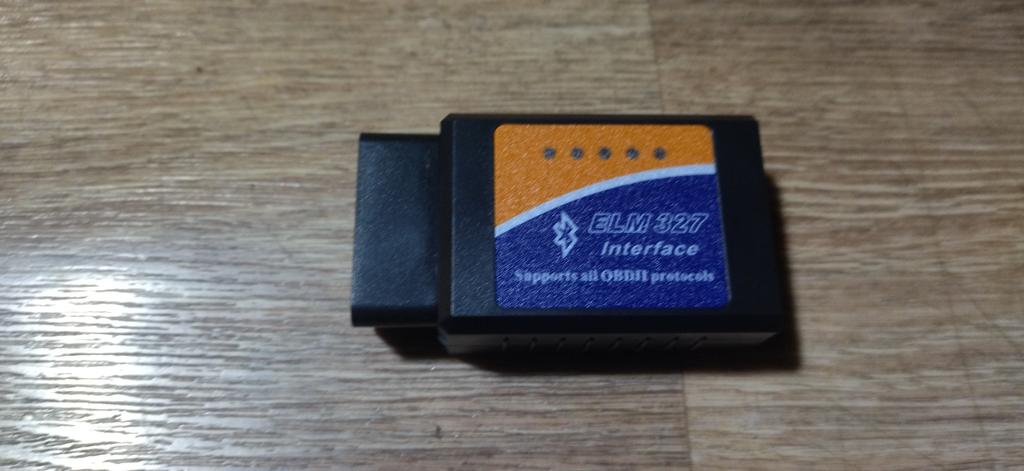 ELM 327
Interface
Supports all OBDII protocols